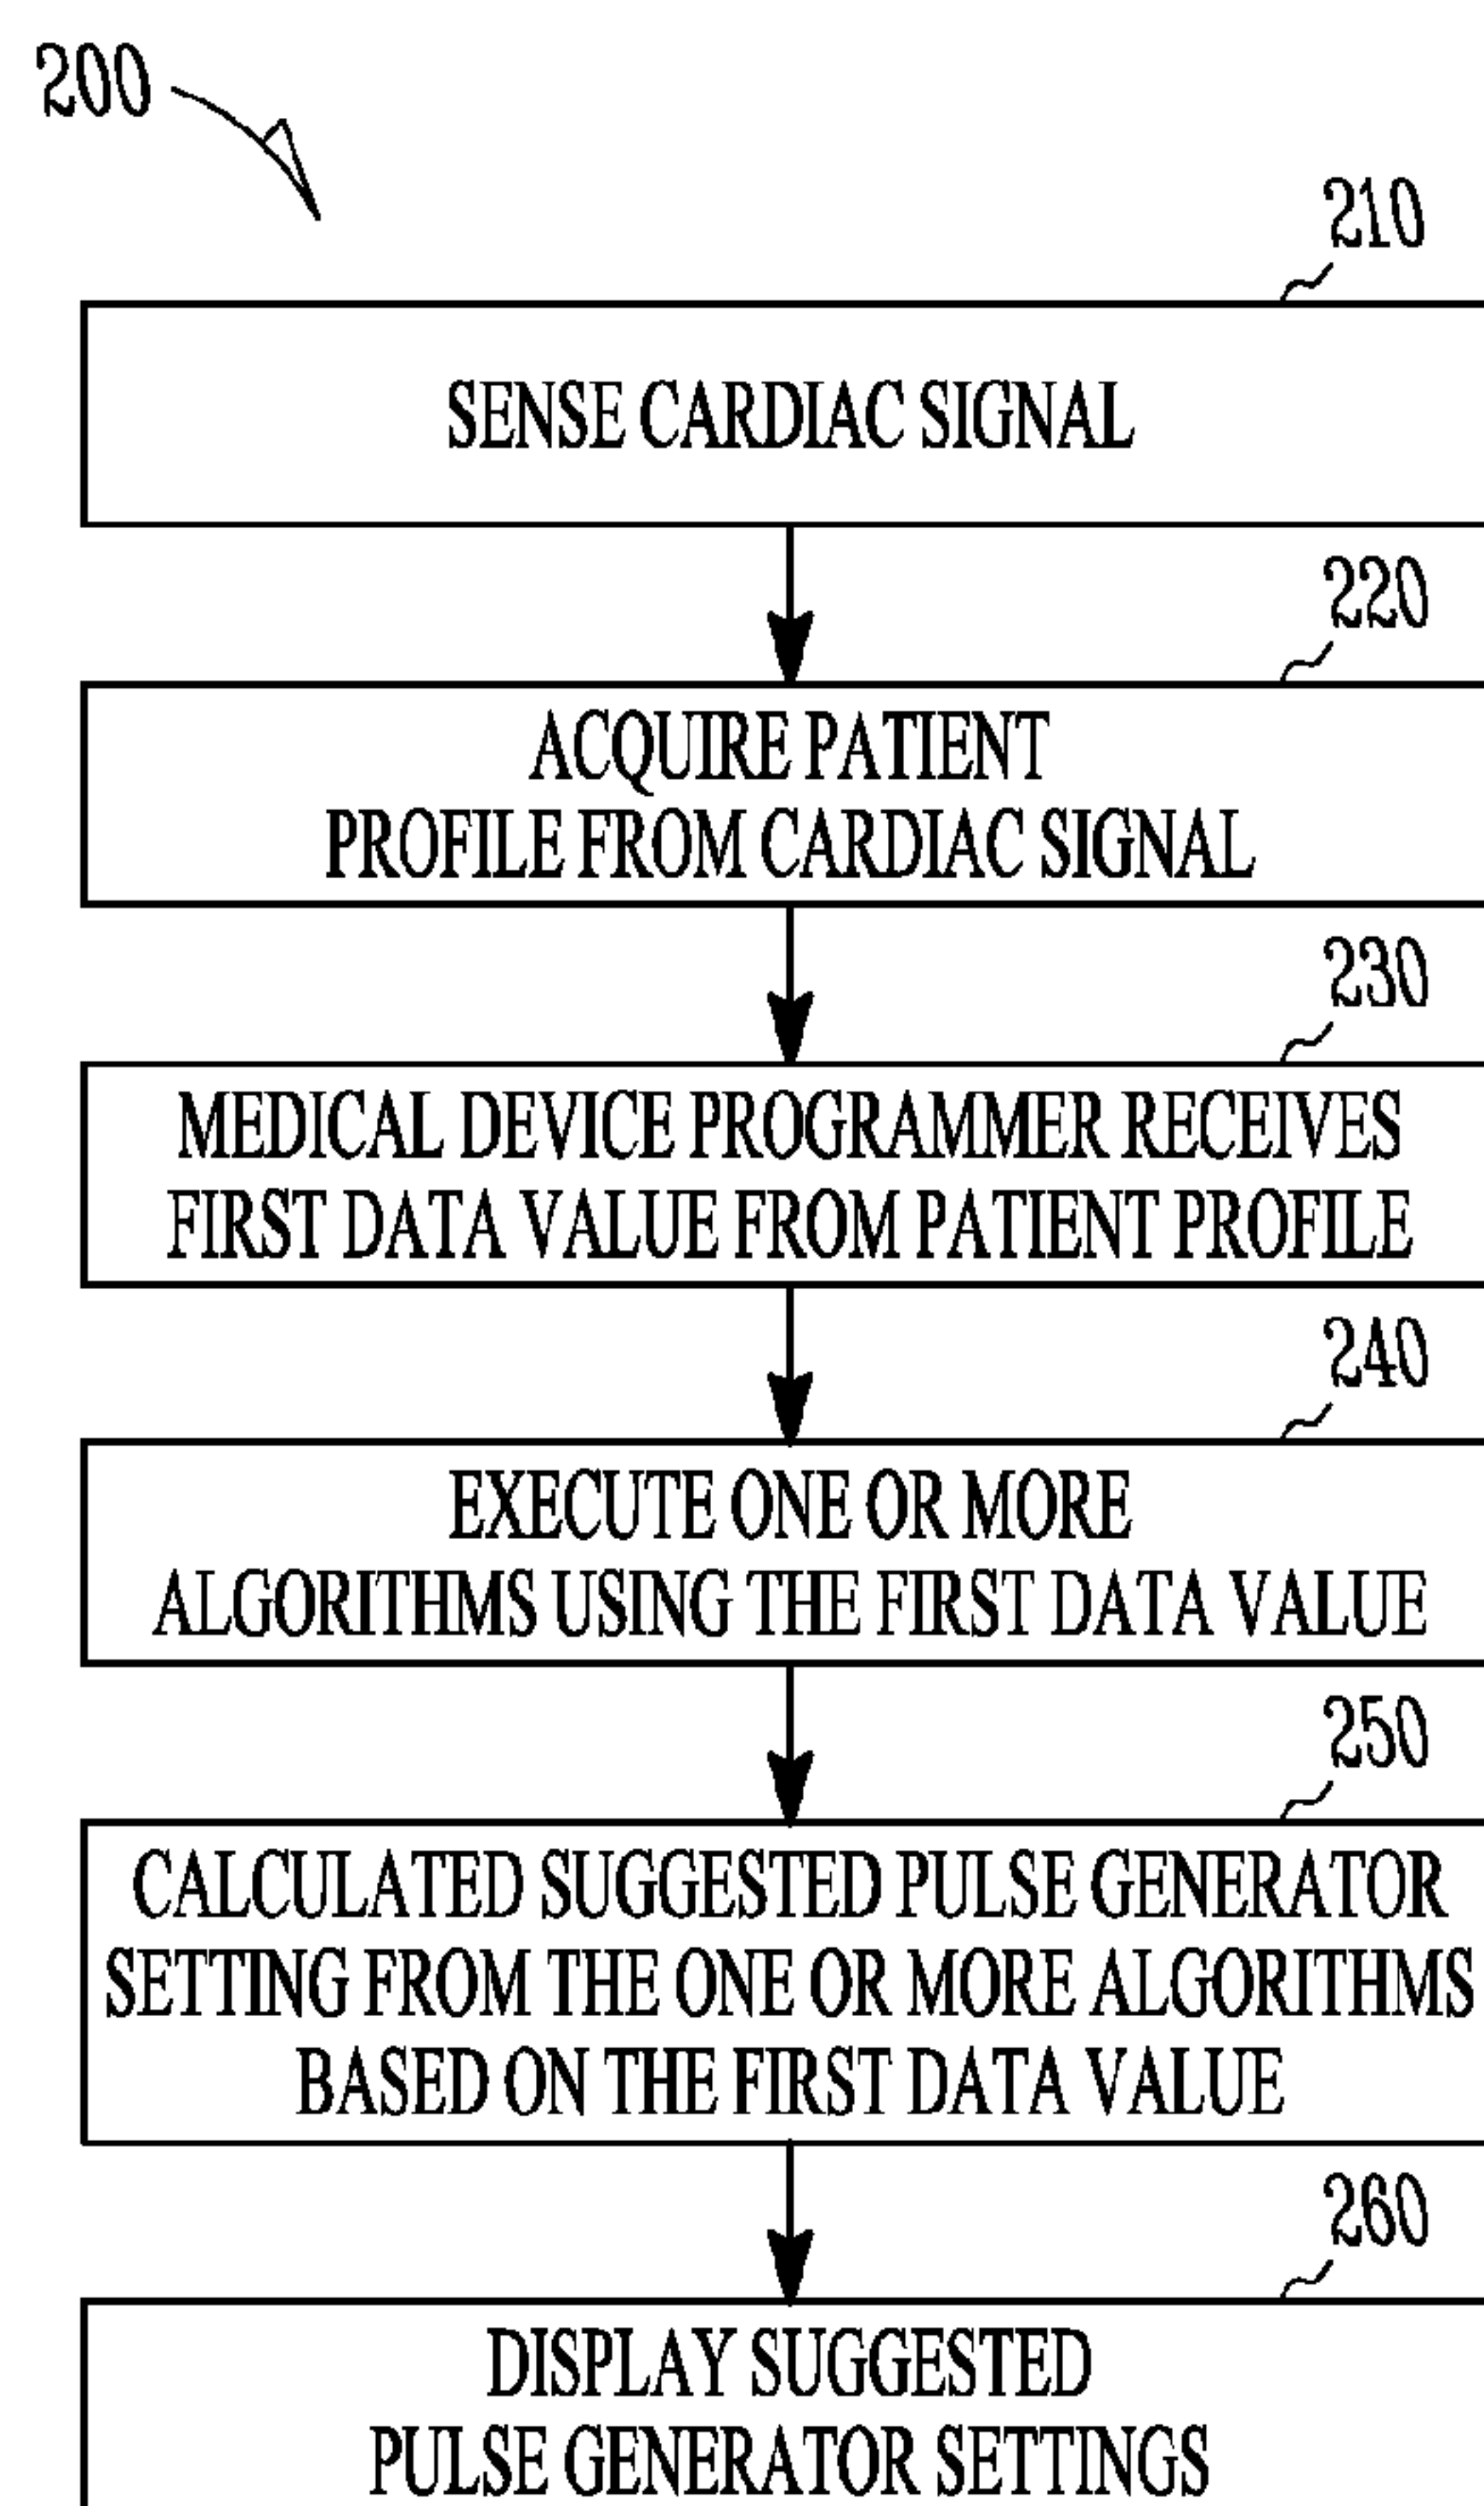 200
210
SENSE CARDIAC SIGNAL
220
ACQUIRE PATIENT
PROFILE FROM CARDIAC SIGNAL
230
MEDICAL DEVICE PROGRAMMER RECEIVES
FIRST DATA VALUE FROM PATIENT PROFILE
240
EXECUTE ONE OR MORE
ALGORITHMS USING THE FIRST DATA VALUE
250
CALCULATED SUGGESTED PULSE GENERATOR
SETTING FROM THE ONE OR MORE ALGORITHMS
BASED ON THE FIRST DATA VALUE
260
DISPLAY SUGGESTED
PULSE GENERATOR SETTINGS